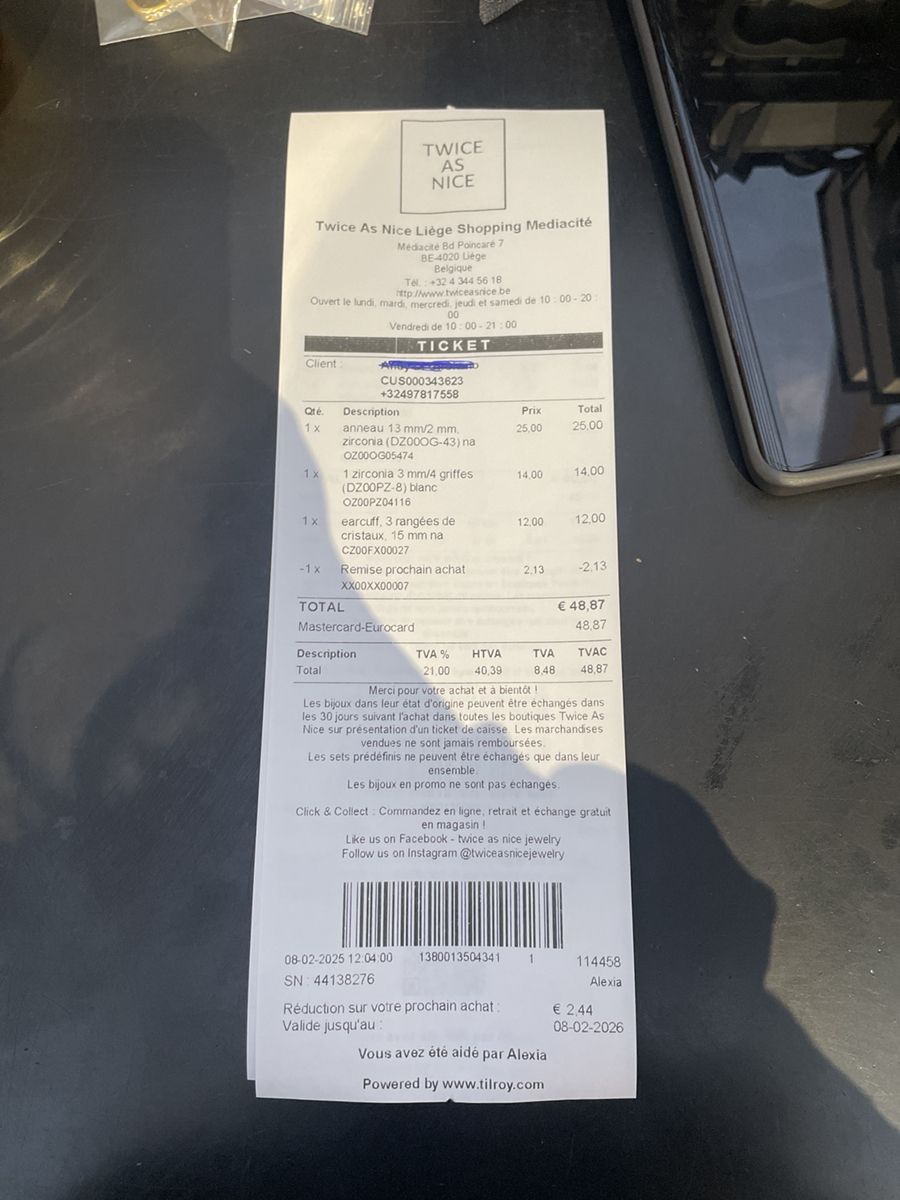 TWICE
AS
NICE
Twice As Nice Liège Shopping Mediacité
Médiacité Bd Poincaré 7
BE-4020 Liège
Belgique
Tél. : +32 4 344 56 18
http://www.twiceasnice.be
Ouvert le lundi, mardi, mercredi, jeudi et samedi de 10 : 00 - 20 :
00
Vendredi de 10 : 00 - 21 : 00
TICKET
Client :
CUS000343623
+32497817558
Qté. Description Prix Total
1 x anneau 13 mm/2 mm, 25,00 25,00
zirconia (DZ00OG-43) na
OZ00OG05474
1 x 1 zirconia 3 mm/4 griffes 14,00 14,00
(DZ00PZ-8) blanc
OZ00PZ04116
1 x earcuff, 3 rangées de 12,00 12,00
cristaux, 15 mm na
CZ00FX00027
-1 x Remise prochain achat 2,13 -2,13
XX00XX00007
TOTAL € 48,87
Mastercard-Eurocard 48,87
Description TVA % HTVA TVA TVAC
Total 21,00 40,39 8,48 48,87
Merci pour votre achat et à bientôt !
Les bijoux dans leur état d'origine peuvent être échangés dans
les 30 jours suivant l'achat dans toutes les boutiques Twice As
Nice sur présentation d'un ticket de caisse. Les marchandises
vendues ne sont jamais remboursées.
Les sets prédéfinis ne peuvent être échangés que dans leur
ensemble.
Les bijoux en promo ne sont pas échangés.
Click & Collect : Commandez en ligne, retrait et échange gratuit
en magasin !
Like us on Facebook - twice as nice jewelry
Follow us on Instagram @twiceasnicejewelry
08-02-2025 12:04:00 1380013504341 1 114458
SN : 44138276 Alexia
Réduction sur votre prochain achat : € 2,44
Valide jusqu'au : 08-02-2026
Vous avez été aidé par Alexia
Powered by www.tilroy.com